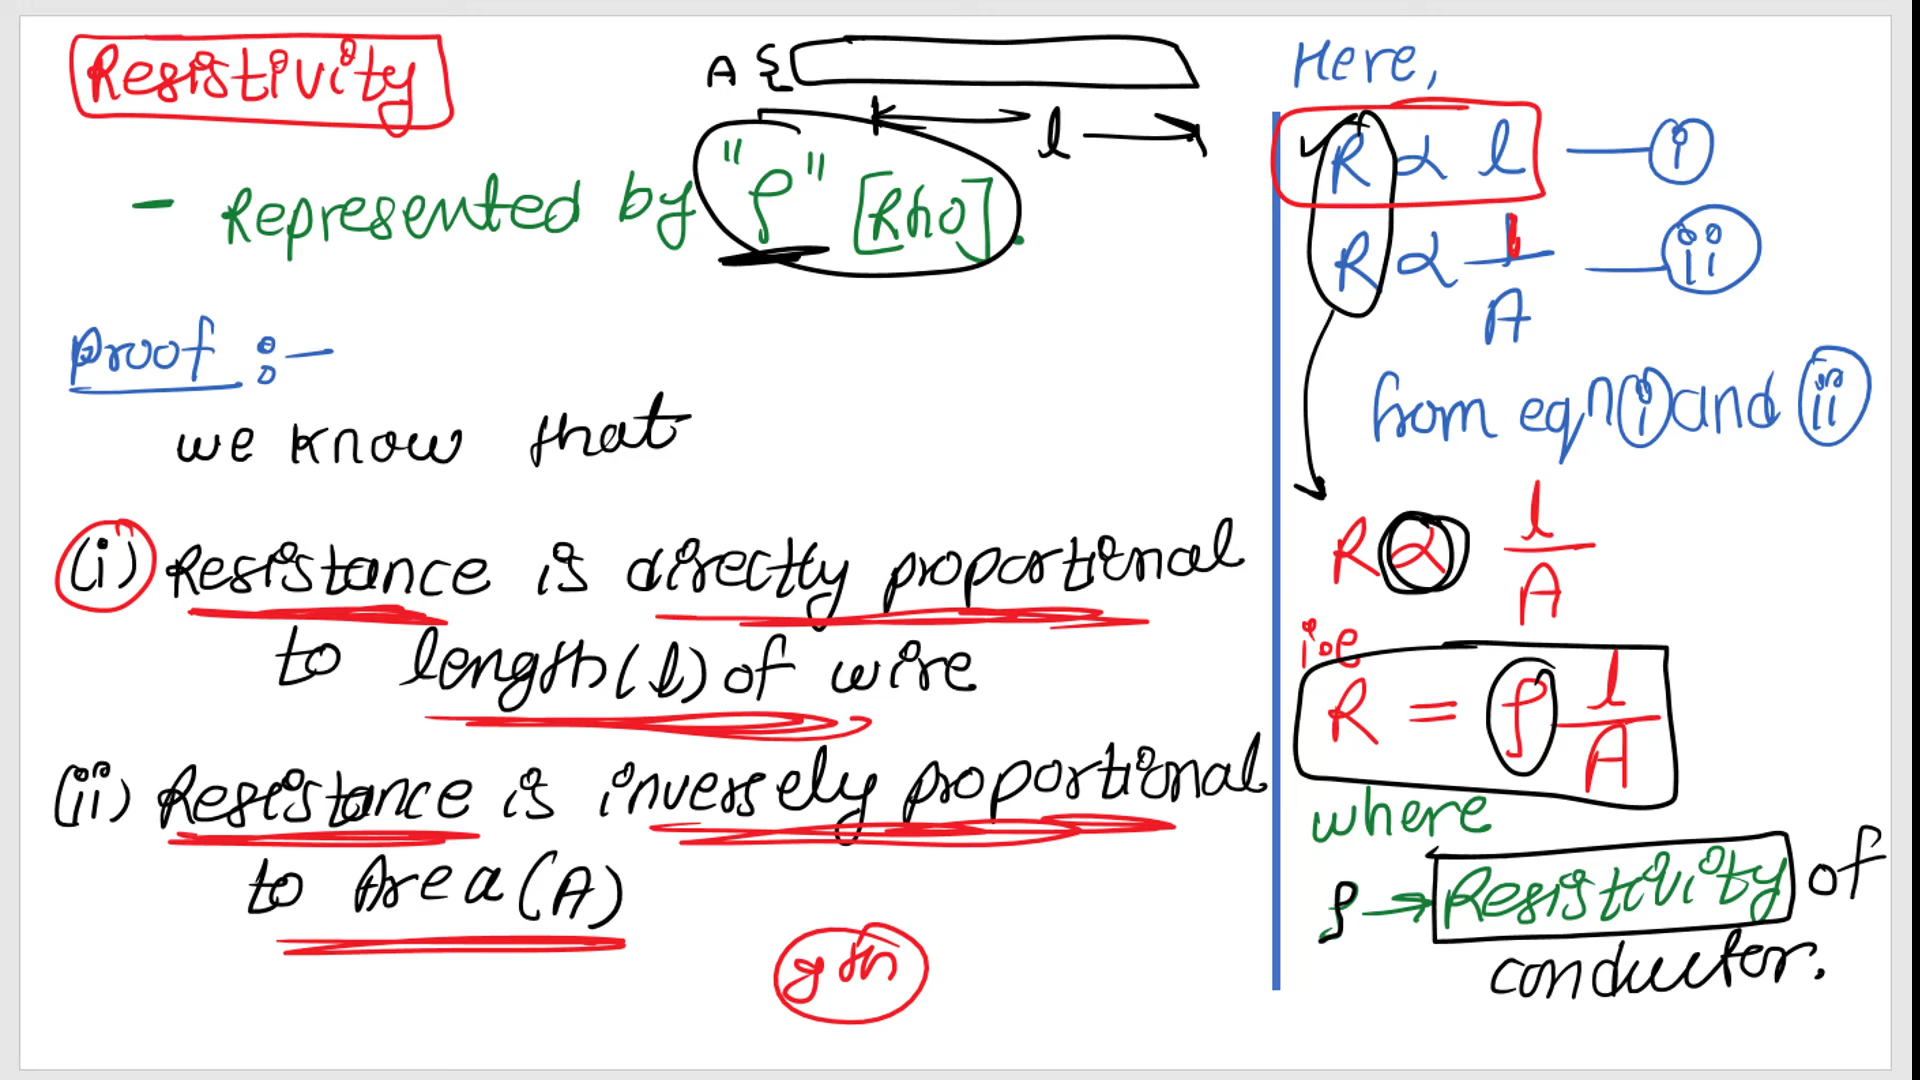 Resistivity
A
l
- Represented by "ρ" [Rho].
Proof :-
we know that
(i) Resistance is directly proportional
to length(l) of wire
(ii) Resistance is inversely proportional
to Area(A)
Here,
R α l — i
R α 1/A — ii
from eqn i and ii
R α l/A
i.e
R = ρ l/A
where
ρ → Resistivity of
conductor.